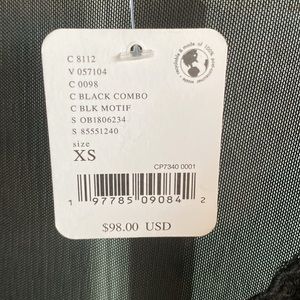 C 8112
V 057104
C 0098
C BLACK COMBO
C BLK MOTIF
S OB1806234
S 85551240
size
XS
CP7340 0001
1 97785 09084 2
$98.00 USD